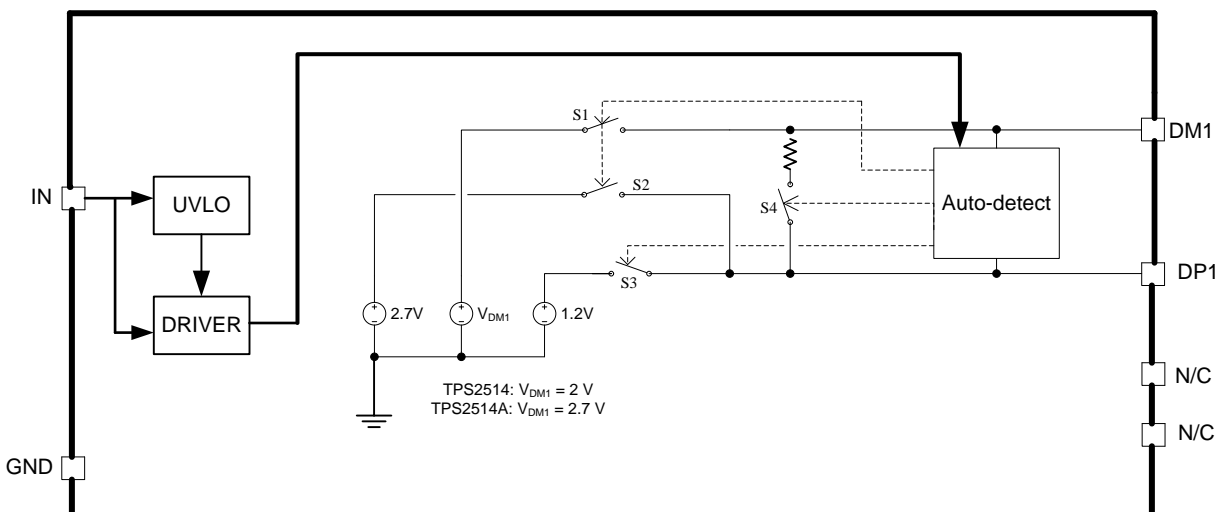 S1
DM1
IN
UVLO
S2
S4
Auto-detect
DP1
S3
DRIVER
2.7V
VDM1
1.2V
TPS2514: VDM1 = 2 V
TPS2514A: VDM1 = 2.7 V
N/C
N/C
GND